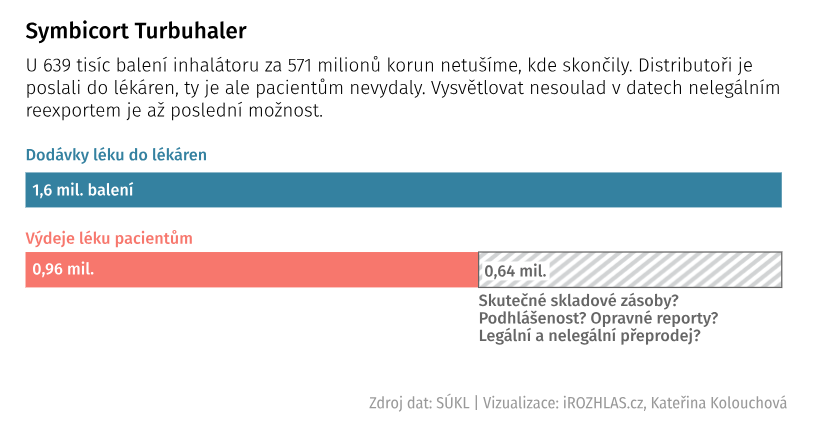 Symbicort Turbuhaler
U 639 tisíc balení inhalátoru za 571 milionů korun netušíme, kde skončily. Distributoři je
poslali do lékáren, ty je ale pacientům nevydaly. Vysvětlovat nesoulad v datech nelegálním
reexportem je až poslední možnost.
Dodávky léku do lékáren
1,6 mil. balení
Výdeje léku pacientům
0,96 mil.
0,64 mil.
Skutečné skladové zásoby?
Podhlášenost? Opravné reporty?
Legální a nelegální přeprodej?
Zdroj dat: SÚKL | Vizualizace: iROZHLAS.cz, Kateřina Kolouchová